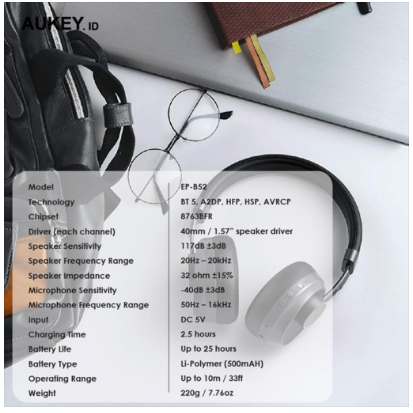 AUKEY.ID
Model EP-B52
Technology BT 5, A2DP, HFP, HSP, AVRCP
Chipset 8763BFR
Driver (each channel) 40mm / 1.57" speaker driver
Speaker Sensitivity 117dB ±3dB
Speaker Frequency Range 20Hz – 20kHz
Speaker Impedance 32 ohm ±15%
Microphone Sensitivity -40dB ±3dB
Microphone Frequency Range 50Hz – 16kHz
Input DC 5V
Charging Time 2.5 hours
Battery Life Up to 25 hours
Battery Type Li-Polymer (500mAH)
Operating Range Up to 10m / 33ft
Weight 220g / 7.76oz